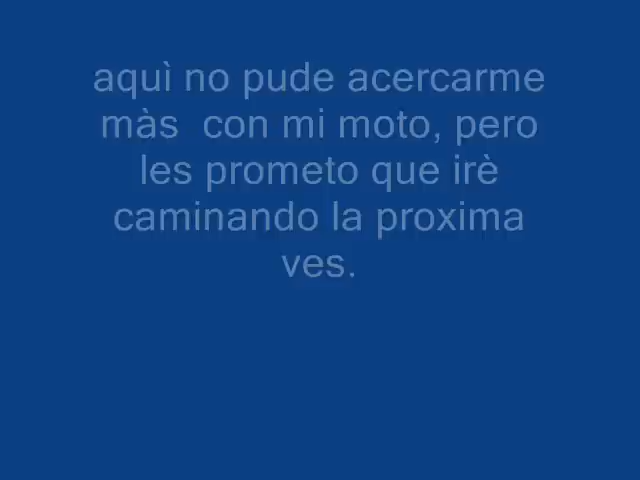 aquì no pude acercarme
màs  con mi moto, pero
les prometo que irè
caminando la proxima
ves.